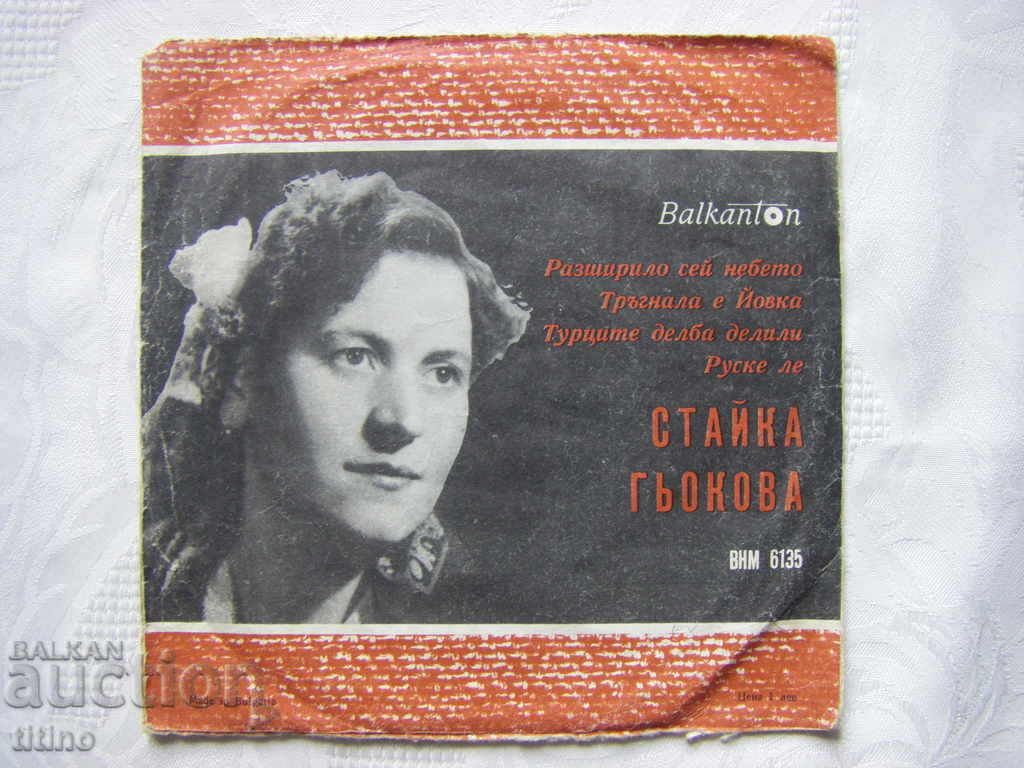 Balkanton
Разширило сей небето
Тръгнала е Йовка
Турците делба делили
Руске ле
СТАЙКА
ГЬОКОВА
ВНМ 6135
Made in Bulgaria
Цена 1 лев
BALKAN
auction
titino